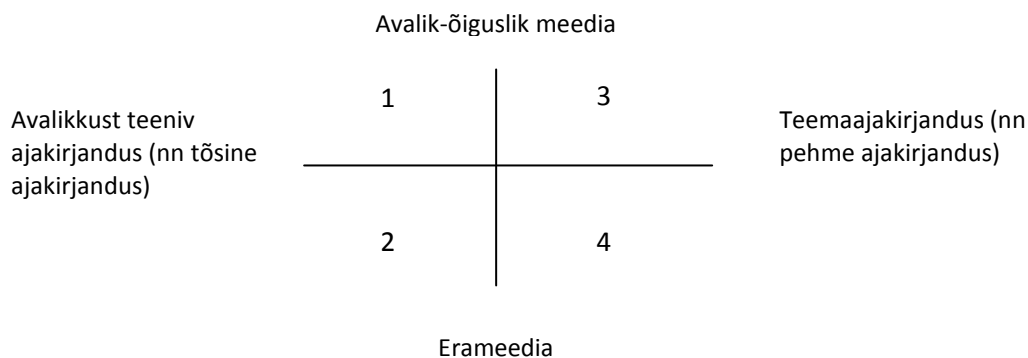 Avalik-õiguslik meedia
1
3
Avalikkust teeniv
ajakirjandus (nn tõsine
ajakirjandus)
Teemaajakirjandus (nn
pehme ajakirjandus)
2
4
Erameedia